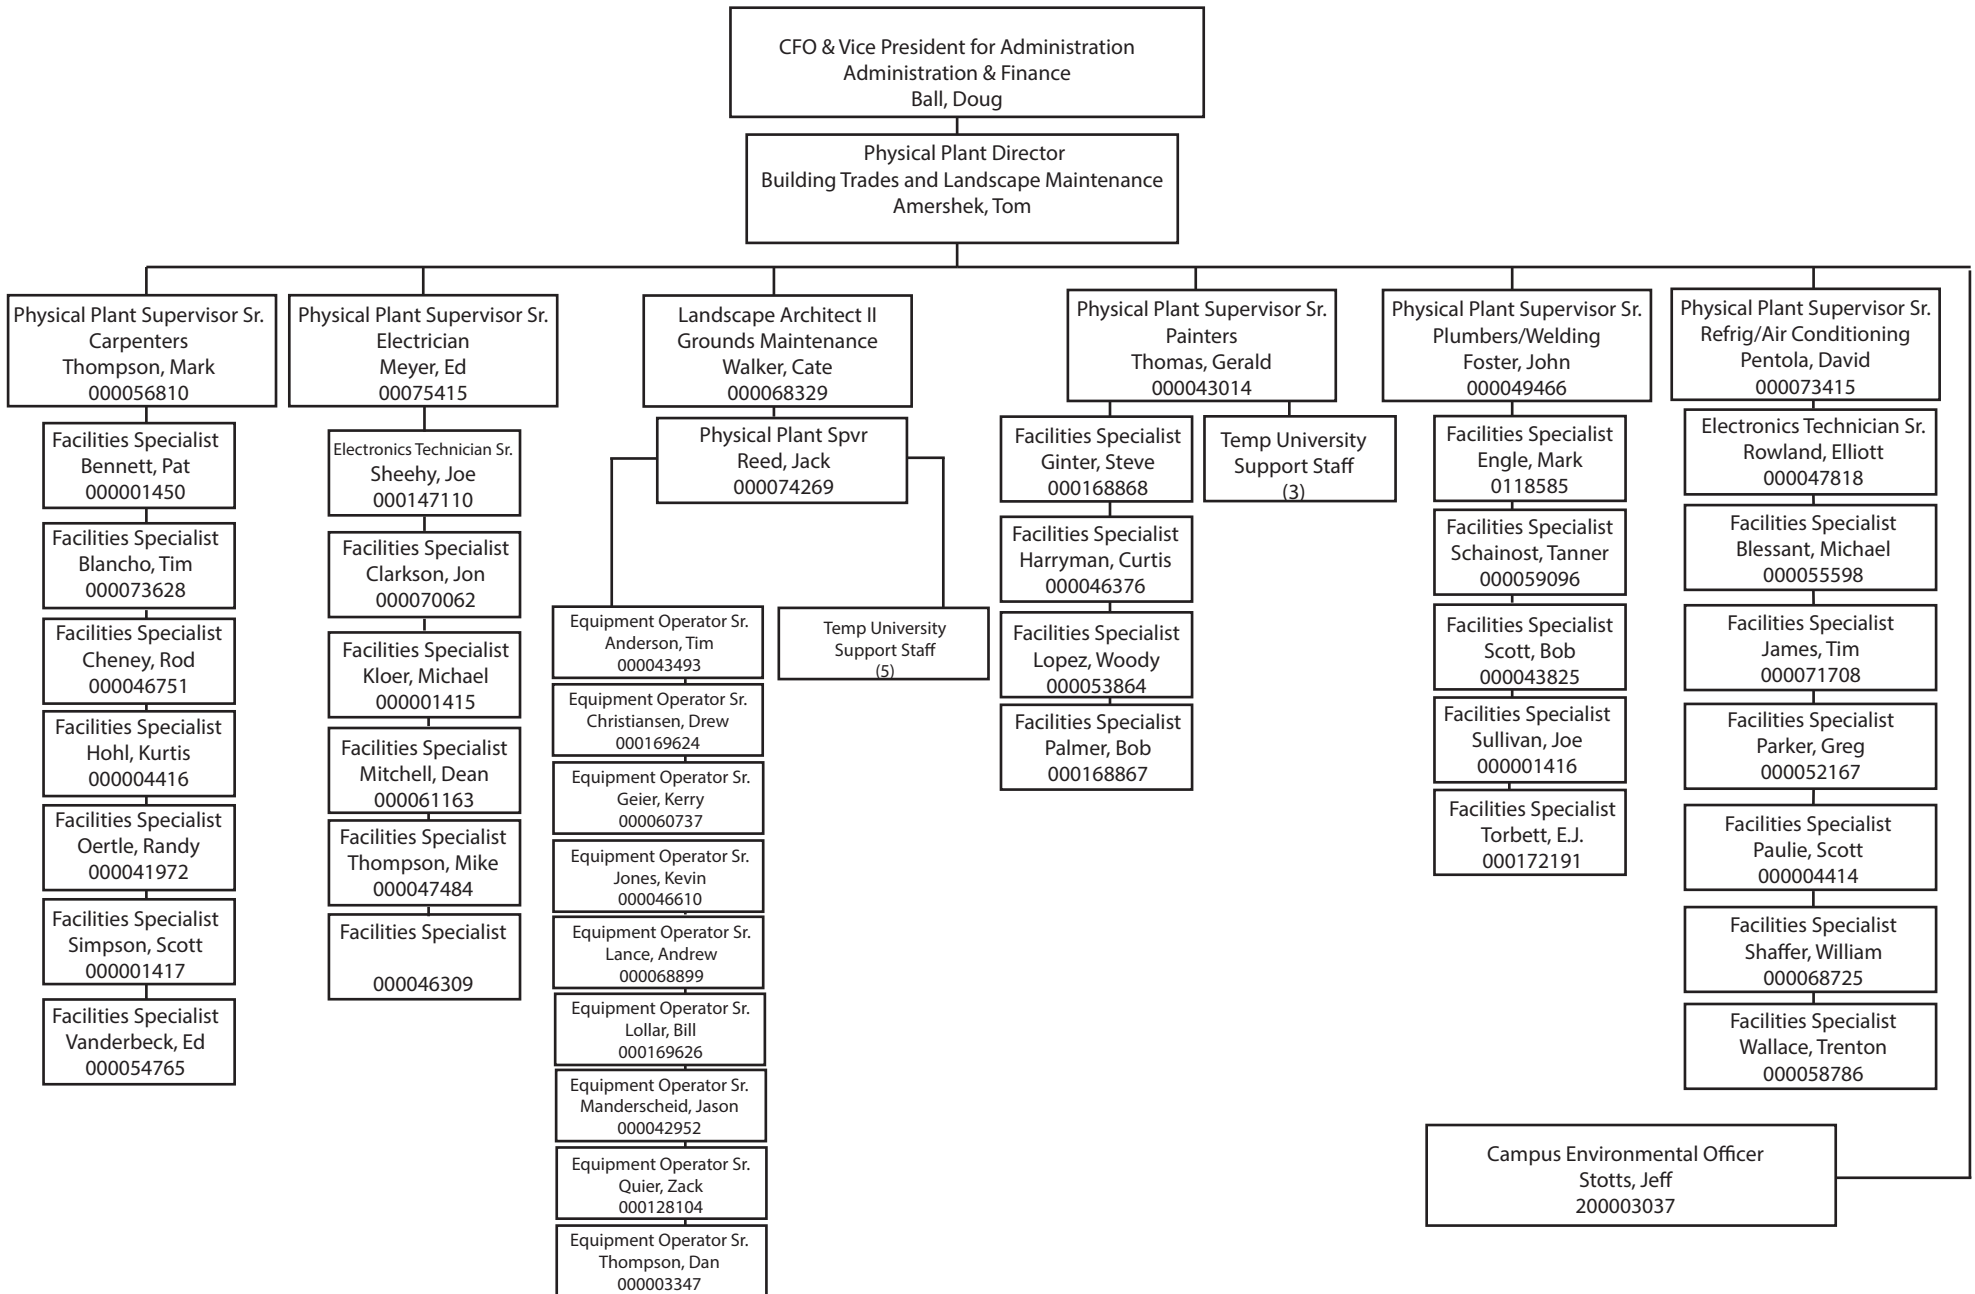 CFO & Vice President for Administration
Administration & Finance
Ball, Doug
Physical Plant Director
Building Trades and Landscape Maintenance
Amershek, Tom
Physical Plant Supervisor Sr.
Carpenters
Thompson, Mark
000056810
Facilities Specialist
Bennett, Pat
000001450
Facilities Specialist
Blancho, Tim
000073628
Facilities Specialist
Cheney, Rod
000046751
Facilities Specialist
Hohl, Kurtis
000004416
Facilities Specialist
Oertle, Randy
000041972
Facilities Specialist
Simpson, Scott
000001417
Facilities Specialist
Vanderbeck, Ed
000054765
Physical Plant Supervisor Sr.
Electrician
Meyer, Ed
00075415
Electronics Technician Sr.
Sheehy, Joe
000147110
Facilities Specialist
Clarkson, Jon
000070062
Facilities Specialist
Kloer, Michael
000001415
Facilities Specialist
Mitchell, Dean
000061163
Facilities Specialist
Thompson, Mike
000047484
Facilities Specialist
000046309
Landscape Architect II
Grounds Maintenance
Walker, Cate
000068329
Physical Plant Spvr
Reed, Jack
000074269
Equipment Operator Sr.
Anderson, Tim
000043493
Equipment Operator Sr.
Christiansen, Drew
000169624
Equipment Operator Sr.
Geier, Kerry
000060737
Equipment Operator Sr.
Jones, Kevin
000046610
Equipment Operator Sr.
Lance, Andrew
000068899
Equipment Operator Sr.
Lollar, Bill
000169626
Equipment Operator Sr.
Manderscheid, Jason
000042952
Equipment Operator Sr.
Quier, Zack
000128104
Equipment Operator Sr.
Thompson, Dan
000003347
Temp University
Support Staff
(5)
Physical Plant Supervisor Sr.
Painters
Thomas, Gerald
000043014
Facilities Specialist
Ginter, Steve
000168868
Facilities Specialist
Harryman, Curtis
000046376
Facilities Specialist
Lopez, Woody
000053864
Facilities Specialist
Palmer, Bob
000168867
Temp University
Support Staff
(3)
Physical Plant Supervisor Sr.
Plumbers/Welding
Foster, John
000049466
Facilities Specialist
Engle, Mark
0118585
Facilities Specialist
Schainost, Tanner
000059096
Facilities Specialist
Scott, Bob
000043825
Facilities Specialist
Sullivan, Joe
000001416
Facilities Specialist
Torbett, E.J.
000172191
Physical Plant Supervisor Sr.
Refrig/Air Conditioning
Pentola, David
000073415
Electronics Technician Sr.
Rowland, Elliott
000047818
Facilities Specialist
Blessant, Michael
000055598
Facilities Specialist
James, Tim
000071708
Facilities Specialist
Parker, Greg
000052167
Facilities Specialist
Paulie, Scott
000004414
Facilities Specialist
Shaffer, William
000068725
Facilities Specialist
Wallace, Trenton
000058786
Campus Environmental Officer
Stotts, Jeff
200003037